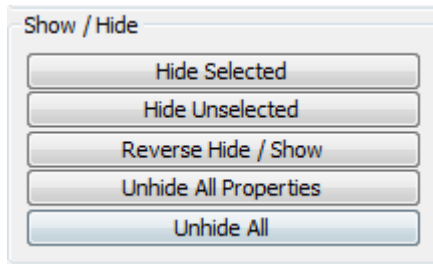 Show / Hide
Hide Selected
Hide Unselected
Reverse Hide / Show
Unhide All Properties
Unhide All